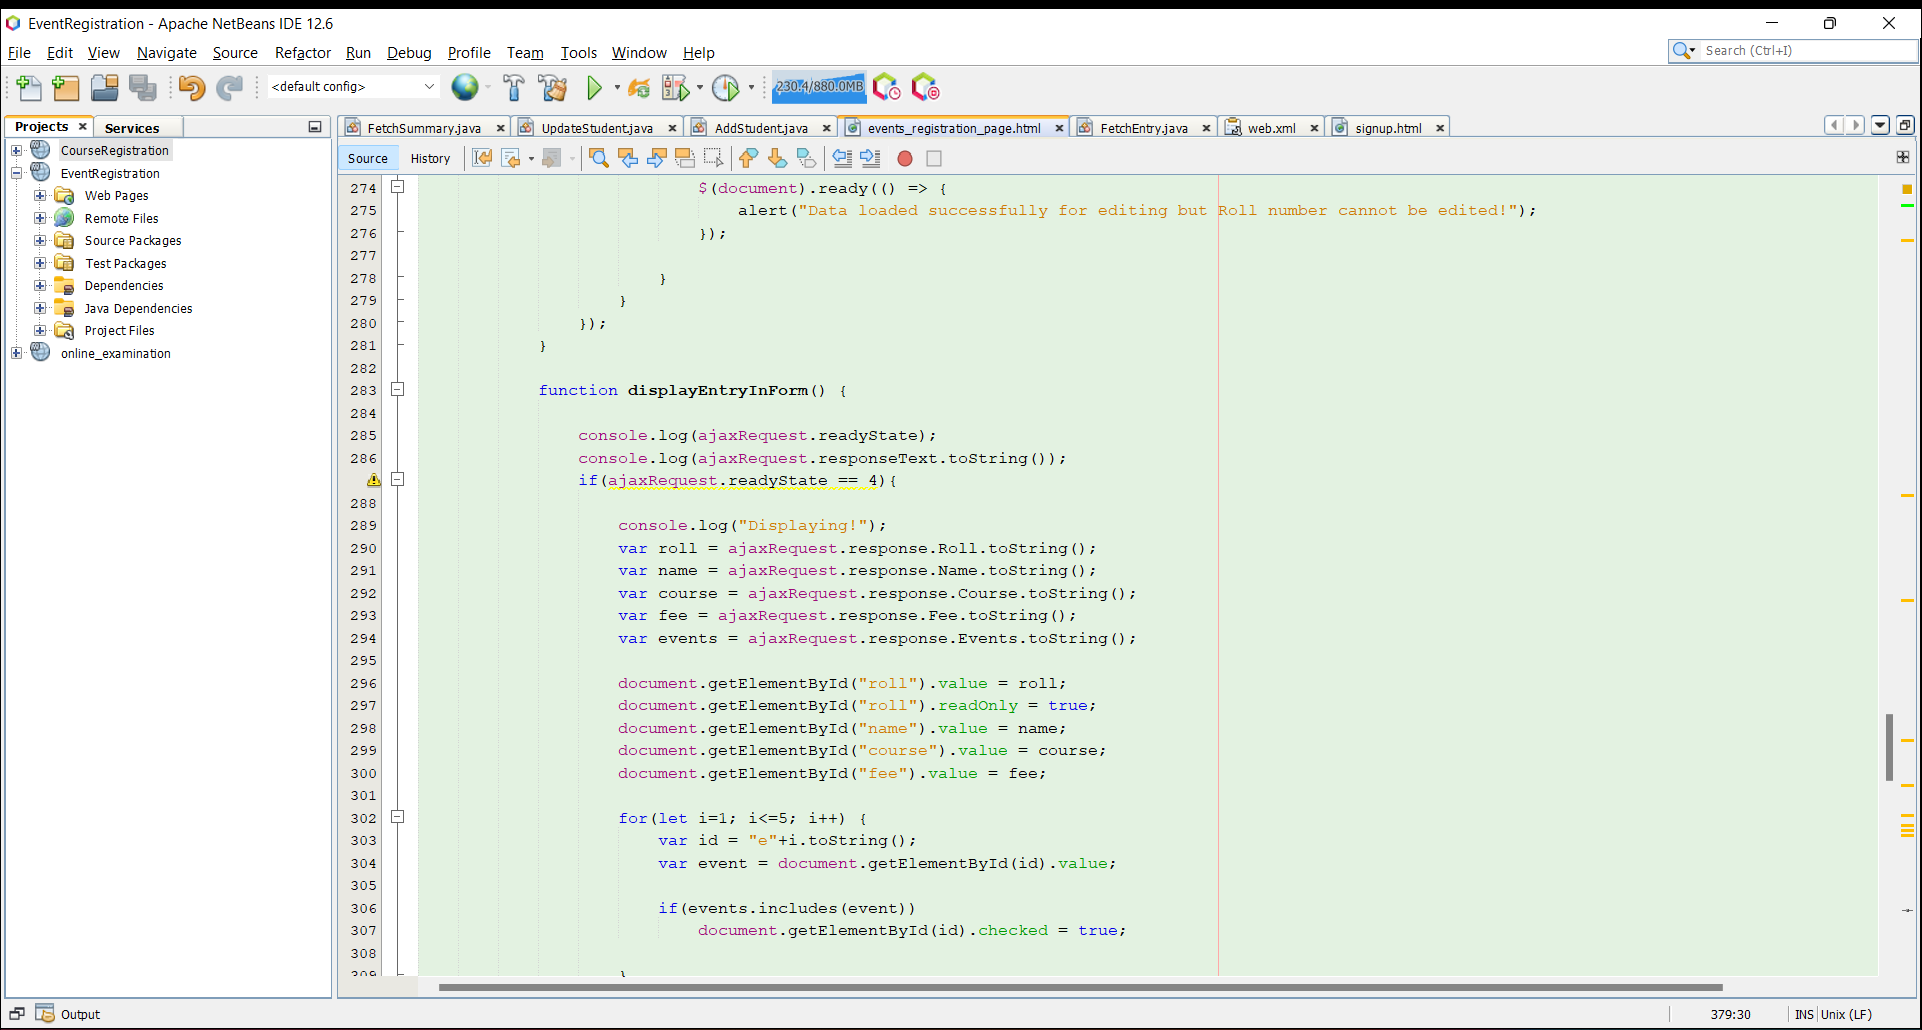 EventRegistration - Apache NetBeans IDE 12.6
File Edit View Navigate Source Refactor Run Debug Profile Team Tools Window Help
Search (Ctrl+I)
<default config>
230.4/880.0MB
Projects
Services
CourseRegistration
EventRegistration
Web Pages
Remote Files
Source Packages
Test Packages
Dependencies
Java Dependencies
Project Files
online_examination
FetchSummary.java UpdateStudent.java AddStudent.java events_registration_page.html FetchEntry.java web.xml signup.html
Source History
274 $(document).ready(() => {
275 alert("Data loaded successfully for editing but Roll number cannot be edited!");
276 });
277
278 }
279 }
280 });
281 }
282
283 function displayEntryInForm() {
284
285 console.log(ajaxRequest.readyState);
286 console.log(ajaxRequest.responseText.toString());
if(ajaxRequest.readyState == 4){
288
289 console.log("Displaying!");
290 var roll = ajaxRequest.response.Roll.toString();
291 var name = ajaxRequest.response.Name.toString();
292 var course = ajaxRequest.response.Course.toString();
293 var fee = ajaxRequest.response.Fee.toString();
294 var events = ajaxRequest.response.Events.toString();
295
296 document.getElementById("roll").value = roll;
297 document.getElementById("roll").readOnly = true;
298 document.getElementById("name").value = name;
299 document.getElementById("course").value = course;
300 document.getElementById("fee").value = fee;
301
302 for(let i=1; i<=5; i++) {
303 var id = "e"+i.toString();
304 var event = document.getElementById(id).value;
305
306 if(events.includes(event))
307 document.getElementById(id).checked = true;
308
309 }
Output
379:30 INS Unix (LF)